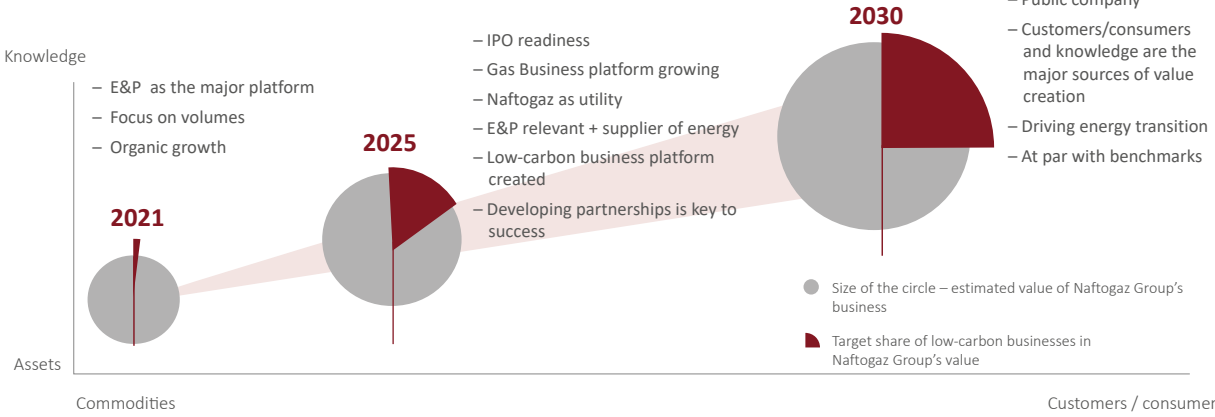 Knowledge
– E&P as the major platform
– Focus on volumes
– Organic growth
2021
2025
– IPO readiness
– Gas Business platform growing
– Naftogaz as utility
– E&P relevant + supplier of energy
– Low-carbon business platform
created
– Developing partnerships is key to
success
2030
– Public company
– Customers/consumers
and knowledge are the
major sources of value
creation
– Driving energy transition
– At par with benchmarks
Size of the circle – estimated value of Naftogaz Group’s
business
Target share of low-carbon businesses in
Naftogaz Group’s value
Assets
Commodities
Customers / consumer